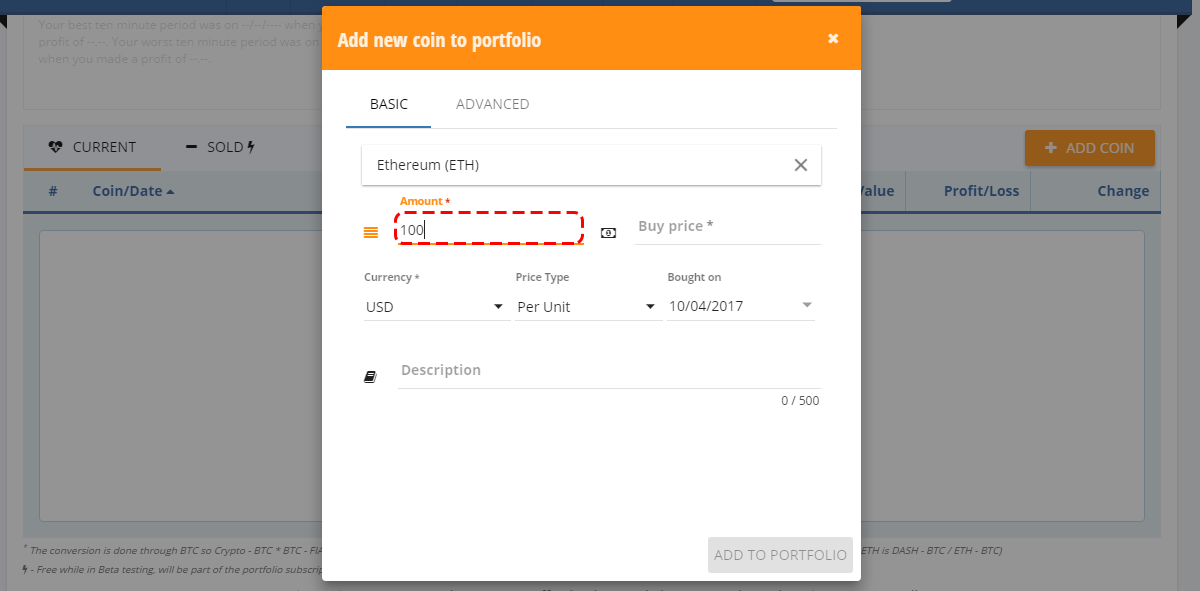 Your best ten minute period was on --/--/---- when
profit of --.--. Your worst ten minute period was on
when you made a profit of --.--.
Add new coin to portfolio
BASIC ADVANCED
CURRENT SOLD
ADD COIN
Ethereum (ETH)
# Coin/Date
Value Profit/Loss Change
Amount *
100
Buy price *
Currency * Price Type Bought on
USD Per Unit 10/04/2017
Description
0 / 500
* The conversion is done through BTC so Crypto - BTC * BTC -
ETH is DASH - BTC / ETH - BTC)
ADD TO PORTFOLIO
- Free while in Beta testing, will be part of the portfolio